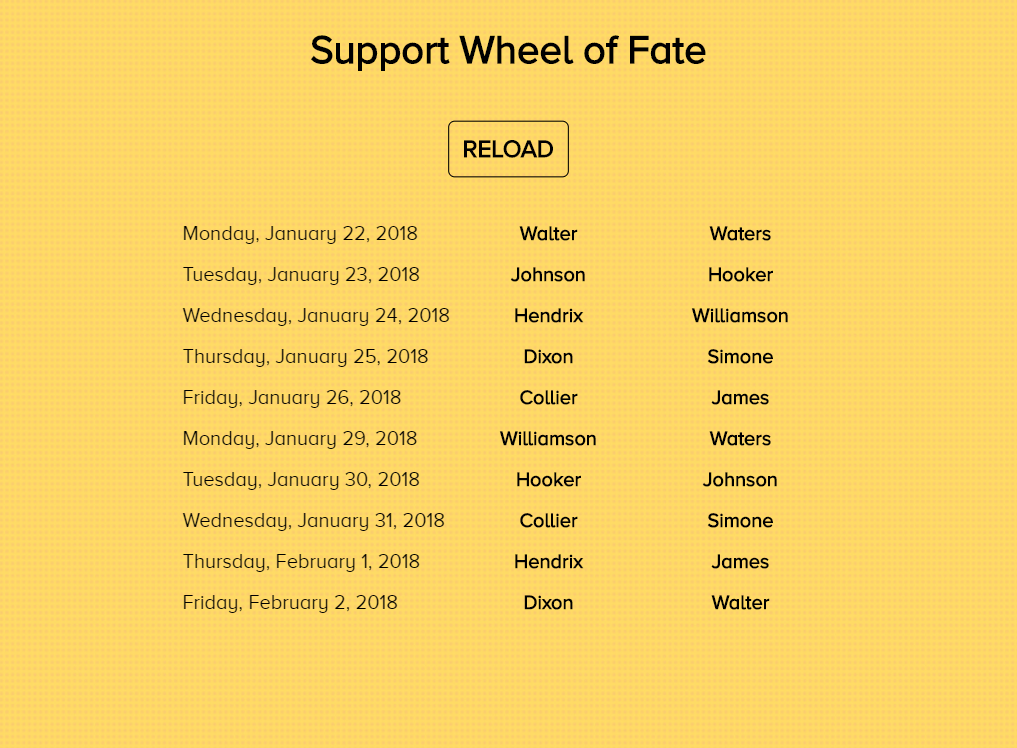 Support Wheel of Fate
RELOAD
Monday, January 22, 2018 Walter Waters
Tuesday, January 23, 2018 Johnson Hooker
Wednesday, January 24, 2018 Hendrix Williamson
Thursday, January 25, 2018 Dixon Simone
Friday, January 26, 2018 Collier James
Monday, January 29, 2018 Williamson Waters
Tuesday, January 30, 2018 Hooker Johnson
Wednesday, January 31, 2018 Collier Simone
Thursday, February 1, 2018 Hendrix James
Friday, February 2, 2018 Dixon Walter